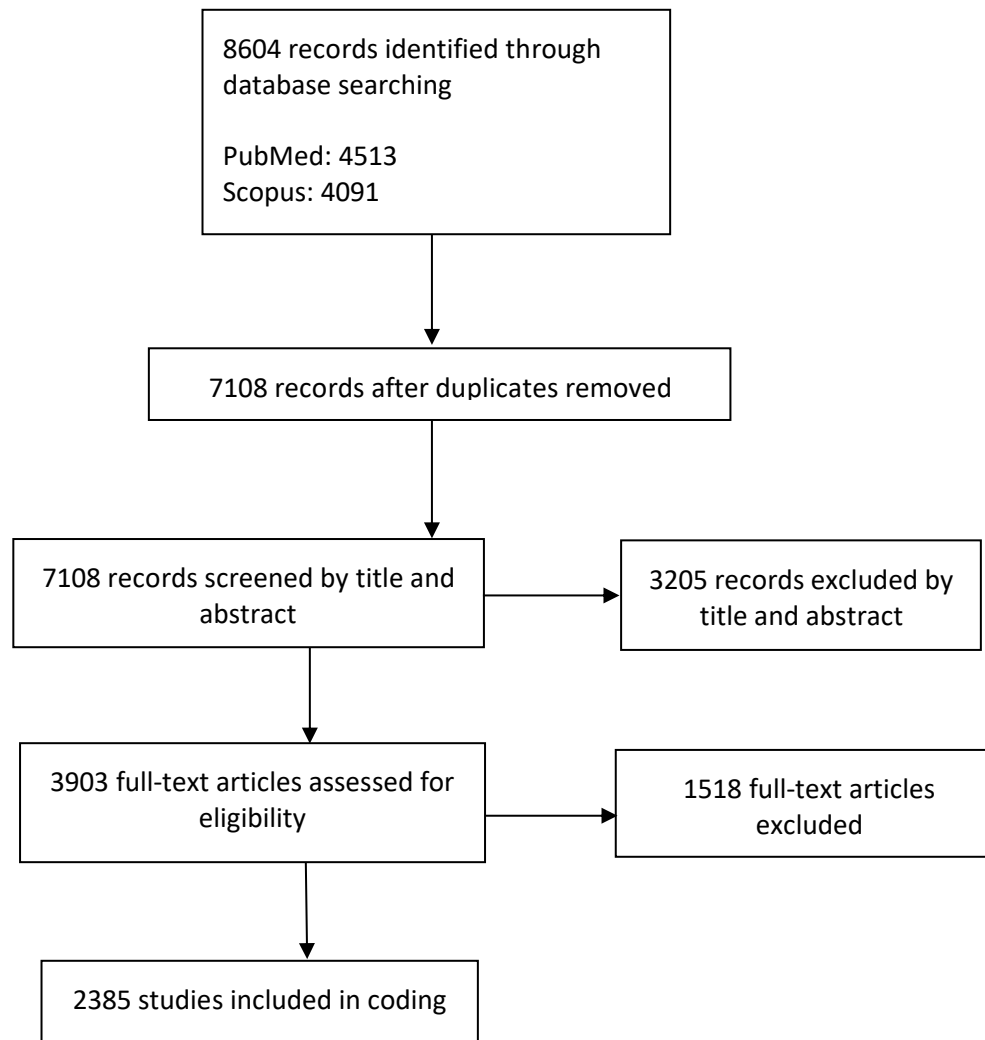 8604 records identified through
database searching
PubMed: 4513
Scopus: 4091
7108 records after duplicates removed
7108 records screened by title and
abstract
3205 records excluded by
title and abstract
3903 full-text articles assessed for
eligibility
1518 full-text articles
excluded
2385 studies included in coding